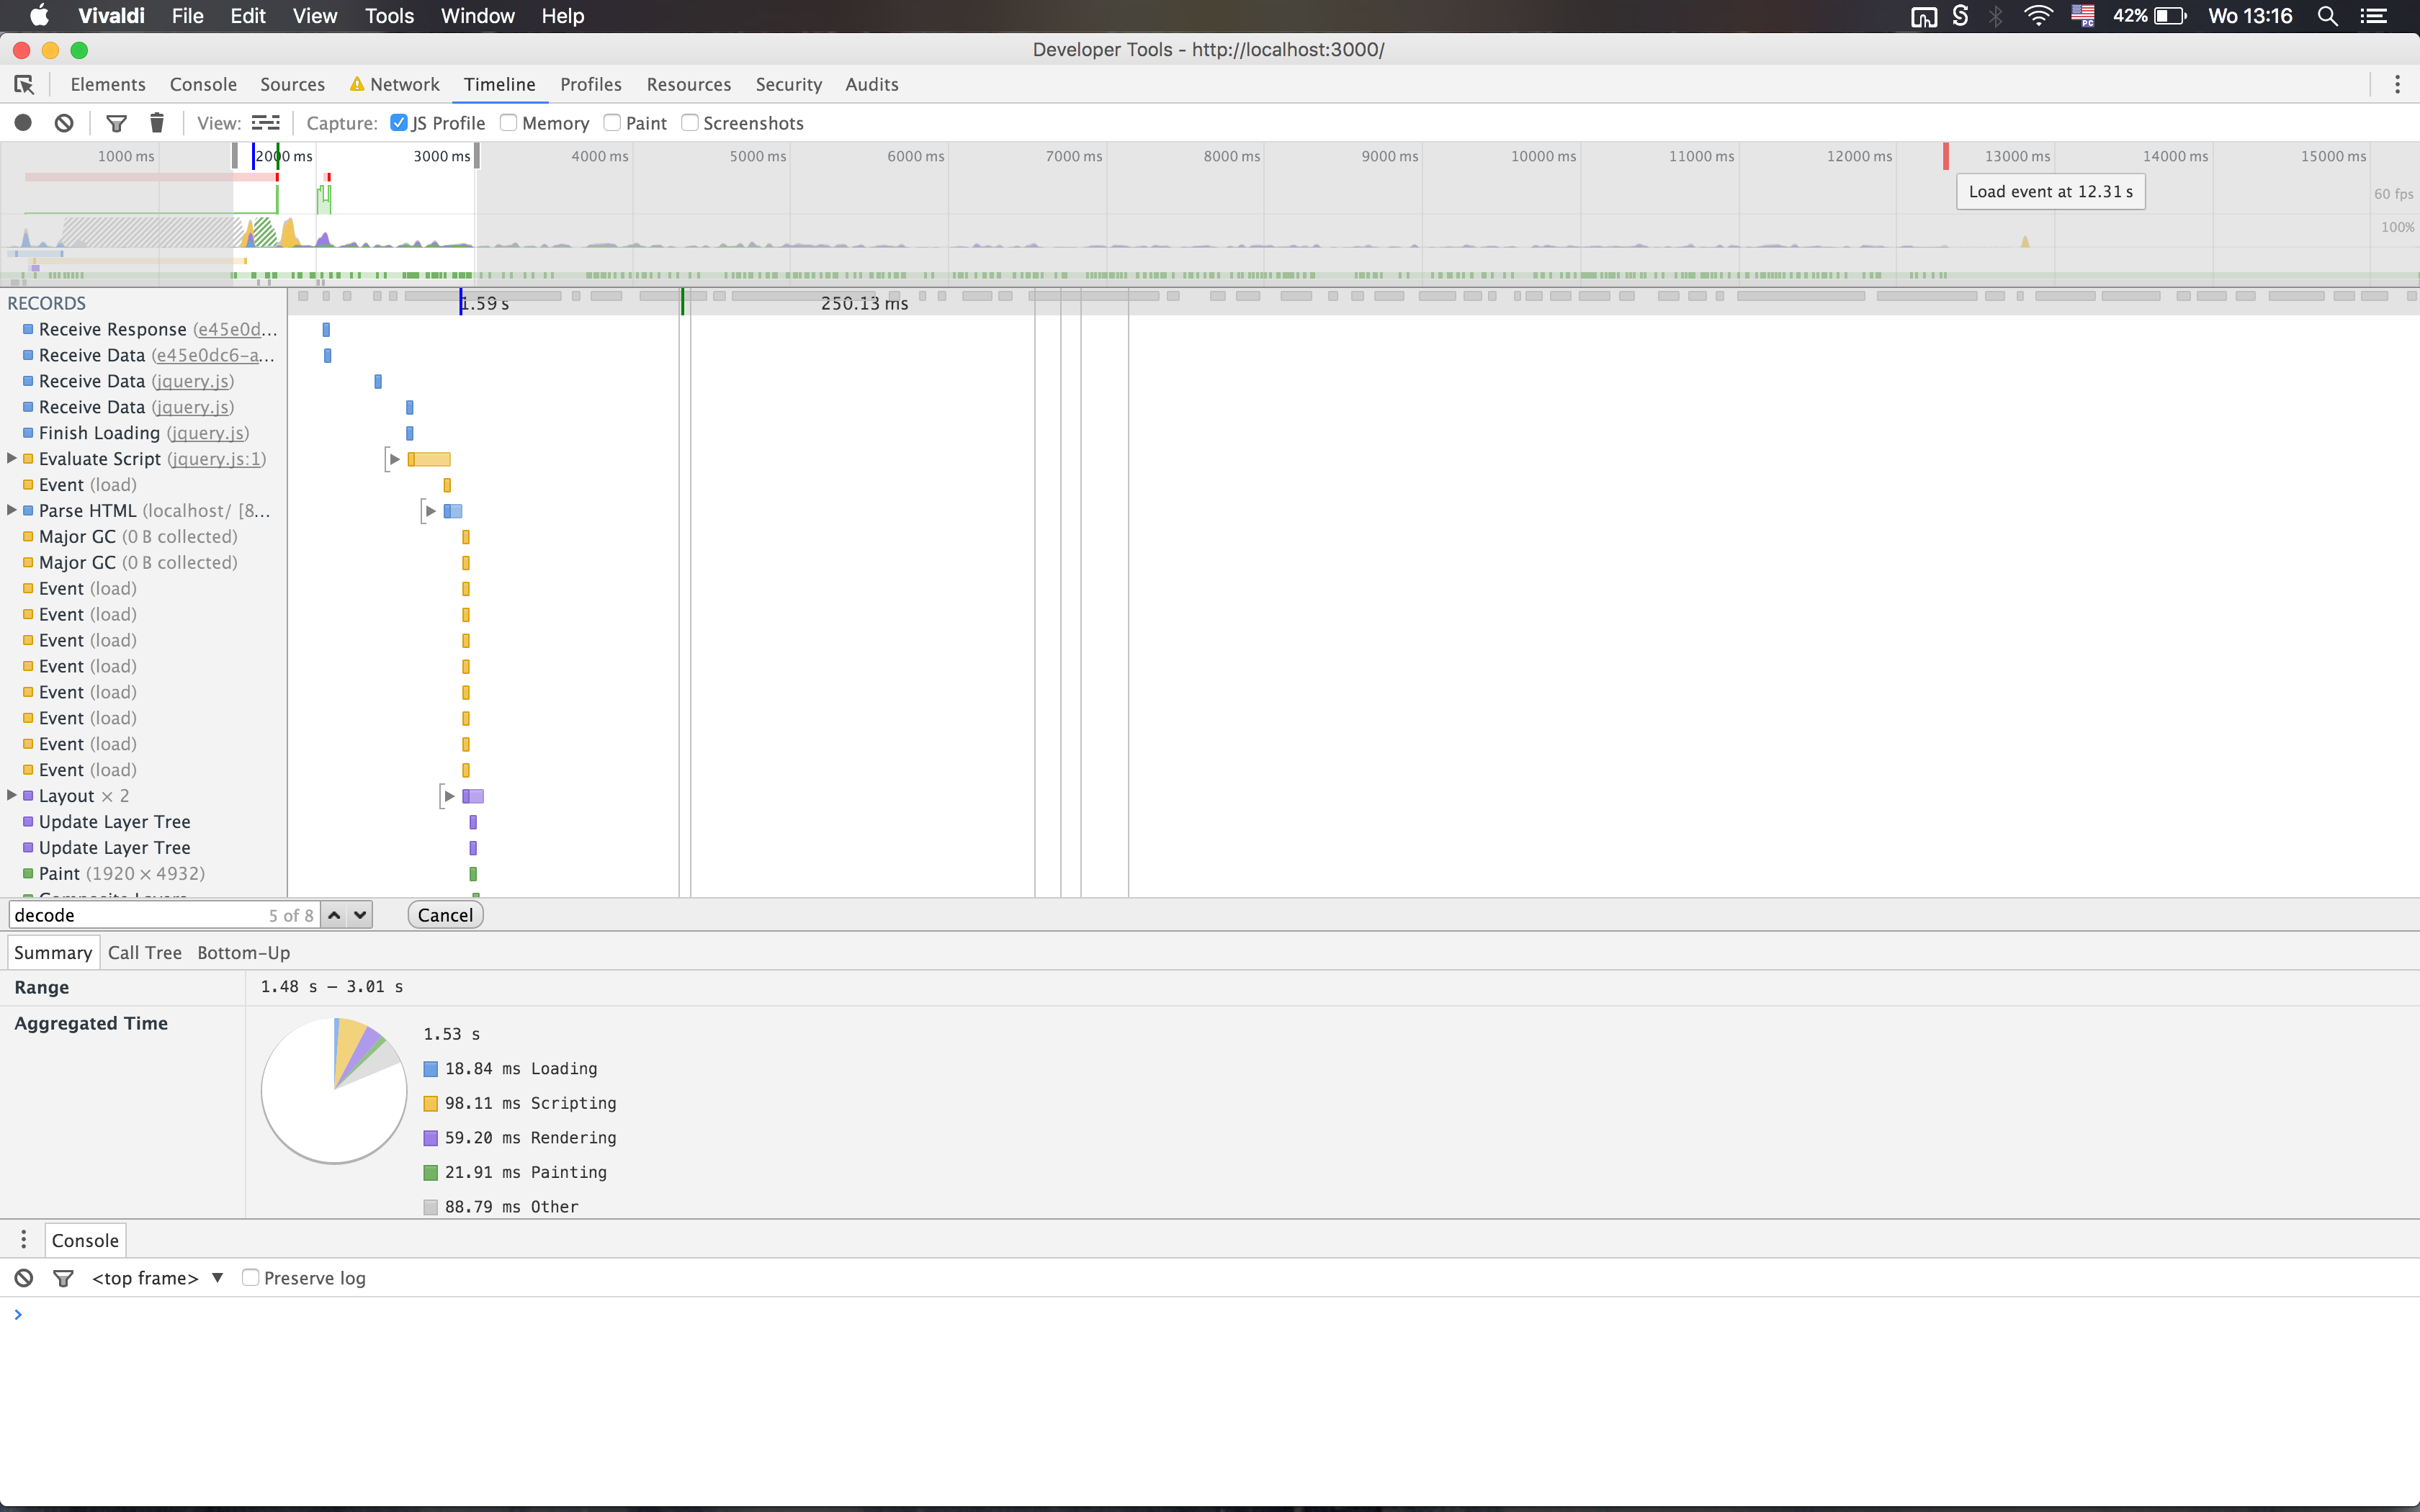 Vivaldi File Edit View Tools Window Help 42% Wo 13:16
Developer Tools - http://localhost:3000/
Elements Console Sources Network Timeline Profiles Resources Security Audits
View: Capture: JS Profile Memory Paint Screenshots
1000 ms 2000 ms 3000 ms 4000 ms 5000 ms 6000 ms 7000 ms 8000 ms 9000 ms 10000 ms 11000 ms 12000 ms 13000 ms 14000 ms 15000 ms
Load event at 12.31 s
60 fps
100%
RECORDS 1.59 s 250.13 ms
Receive Response (e45e0d...
Receive Data (e45e0dc6-a...
Receive Data (jquery.js)
Receive Data (jquery.js)
Finish Loading (jquery.js)
Evaluate Script (jquery.js:1)
Event (load)
Parse HTML (localhost/ [8...
Major GC (0 B collected)
Major GC (0 B collected)
Event (load)
Event (load)
Event (load)
Event (load)
Event (load)
Event (load)
Event (load)
Event (load)
Layout × 2
Update Layer Tree
Update Layer Tree
Paint (1920 × 4932)
decode 5 of 8 Cancel
Summary Call Tree Bottom-Up
Range 1.48 s – 3.01 s
Aggregated Time
1.53 s
18.84 ms Loading
98.11 ms Scripting
59.20 ms Rendering
21.91 ms Painting
88.79 ms Other
Console
<top frame> ▼ Preserve log
>